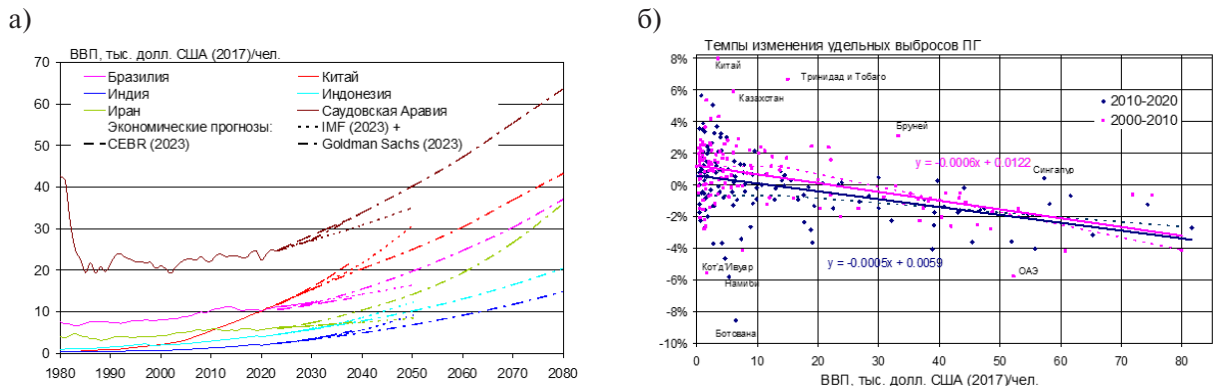 а)
ВВП, тыс. долл. США (2017)/чел.
70
60
50
40
30
20
10
0
Бразилия
Китай
Индия
Индонезия
Иран
Саудовская Аравия
Экономические прогнозы:
IMF (2023) +
CEBR (2023)
Goldman Sachs (2023)
1980 1990 2000 2010 2020 2030 2040 2050 2060 2070 2080
б)
Темпы изменения удельных выбросов ПГ
8%
6%
4%
2%
0%
-2%
-4%
-6%
-8%
-10%
Китай
Тринидад и Тобаго
Казахстан
2010-2020
2000-2010
Бруней
y = -0.0006x + 0.0122
Сингапур
y = -0.0005x + 0.0059
Кот'д'Ивуар
ОАЭ
Намиби
Ботсвана
0 10 20 30 40 50 60 70 80
ВВП, тыс. долл. США (2017)/чел.